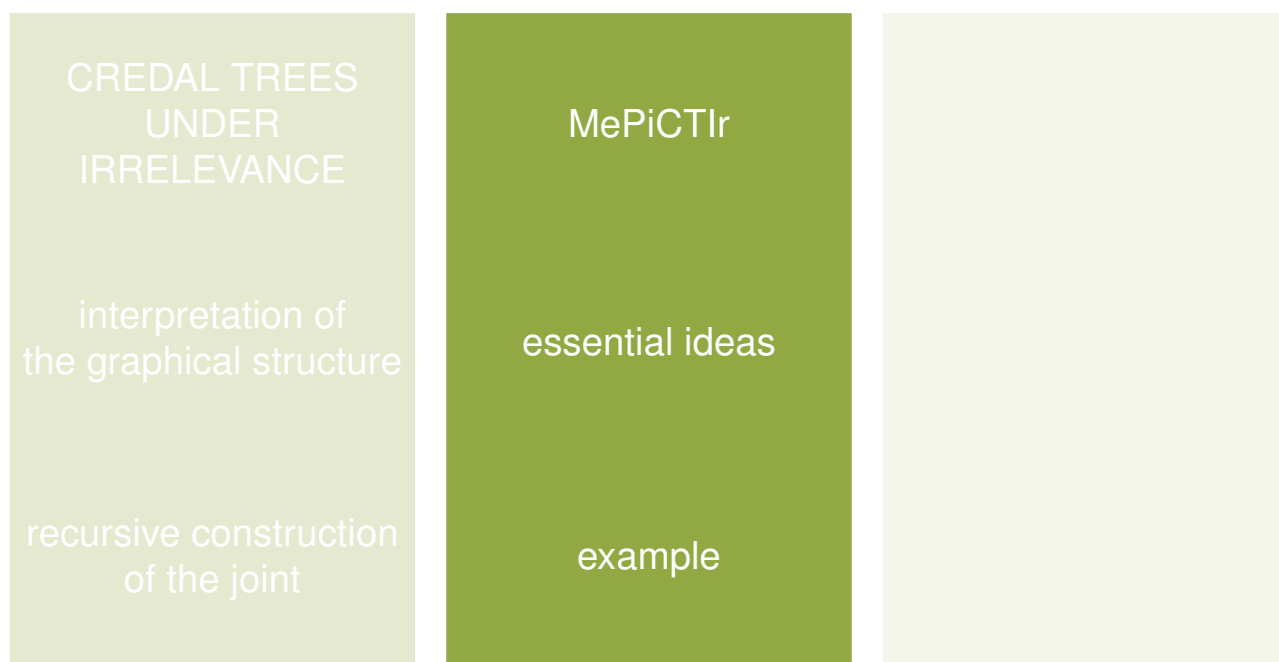 CREDAL TREES
UNDER
IRRELEVANCE
interpretation of
the graphical structure
recursive construction
of the joint
MePiCTIr
essential ideas
example